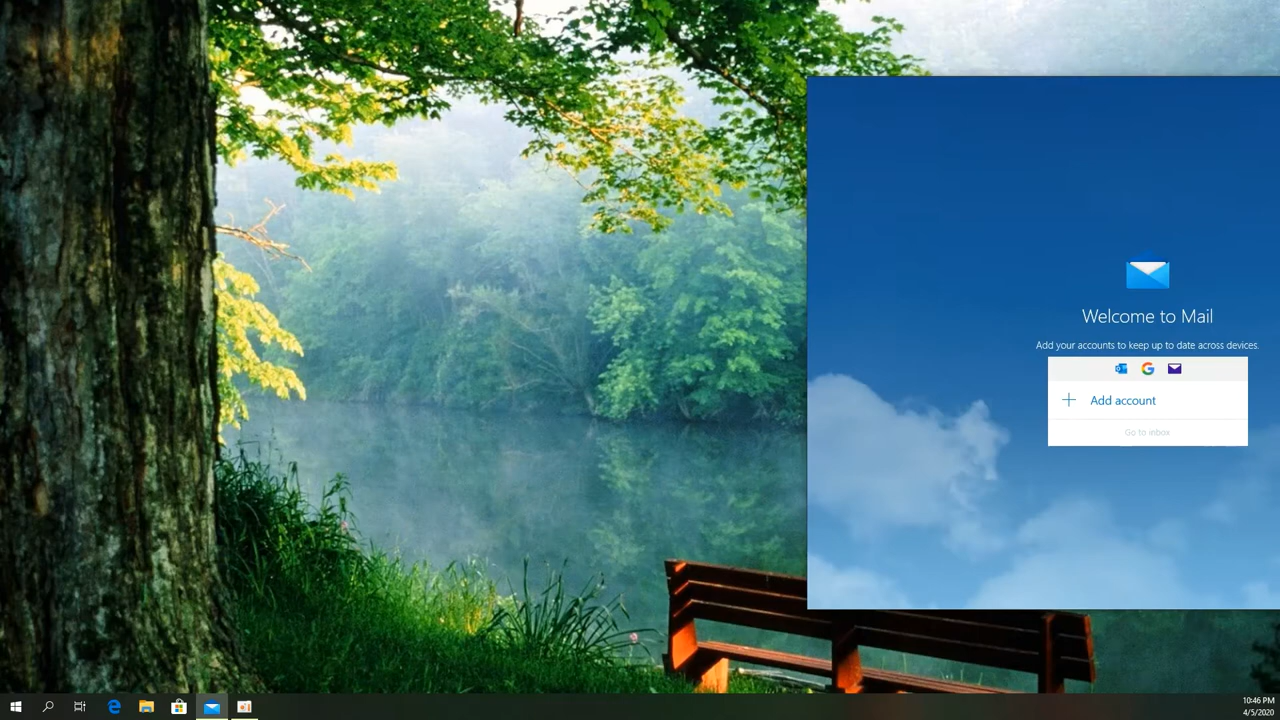 Welcome to Mail
Add your accounts to keep up to date across devices.
Add account
Go to inbox
10:46 PM
4/5/2020